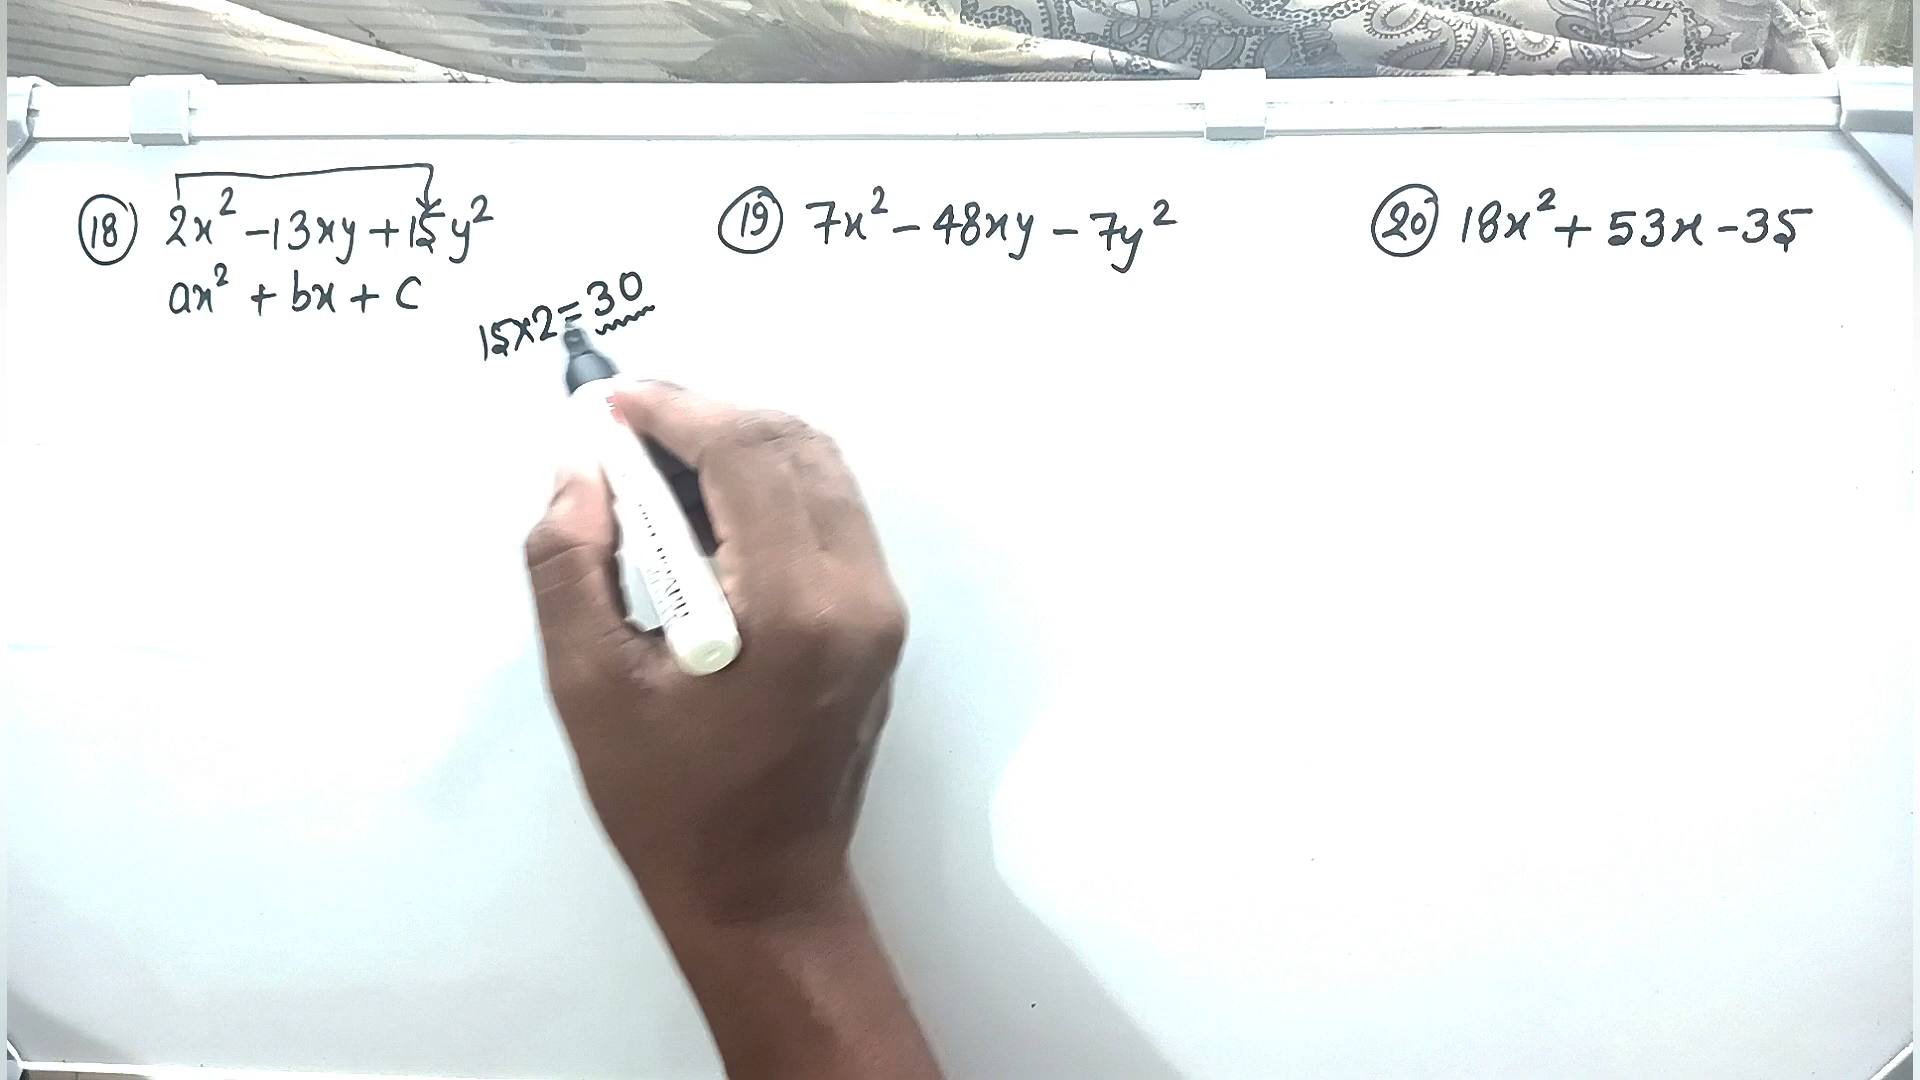 18 2x² -13xy +15y²
ax² + bx + c
15x2=30
19 7x² - 48xy - 7y²
20 18x² + 53x - 35